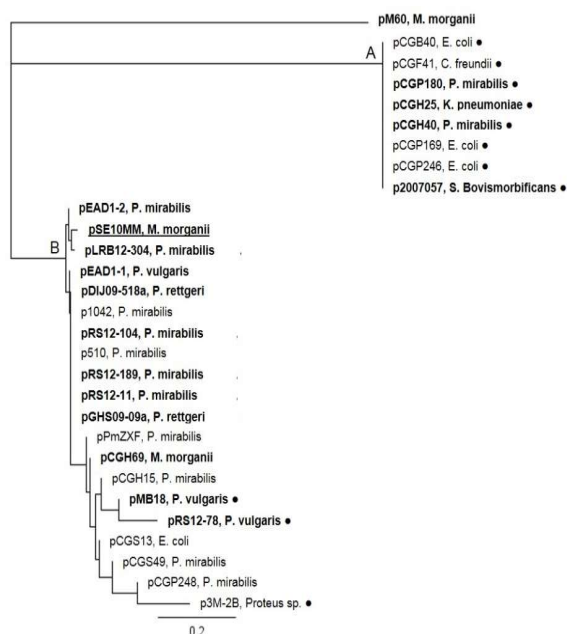 pM60, M. morganii
A
pCGB40, E. coli ●
pCGF41, C. freundii ●
pCGP180, P. mirabilis ●
pCGH25, K. pneumoniae ●
pCGH40, P. mirabilis ●
pCGP169, E. coli ●
pCGP246, E. coli ●
p2007057, S. Bovismorbificans ●
pEAD1-2, P. mirabilis
pSE10MM, M. morganii
B
pLRB12-304, P. mirabilis
pEAD1-1, P. vulgaris
pDIJ09-518a, P. rettgeri
p1042, P. mirabilis
pRS12-104, P. mirabilis
p510, P. mirabilis
pRS12-189, P. mirabilis
pRS12-11, P. mirabilis
pGHS09-09a, P. rettgeri
pPmZXF, P. mirabilis
pCGH69, M. morganii
pCGH15, P. mirabilis
pMB18, P. vulgaris ●
pRS12-78, P. vulgaris ●
pCGS13, E. coli
pCGS49, P. mirabilis
pCGP248, P. mirabilis
p3M-2B, Proteus sp. ●
0.2